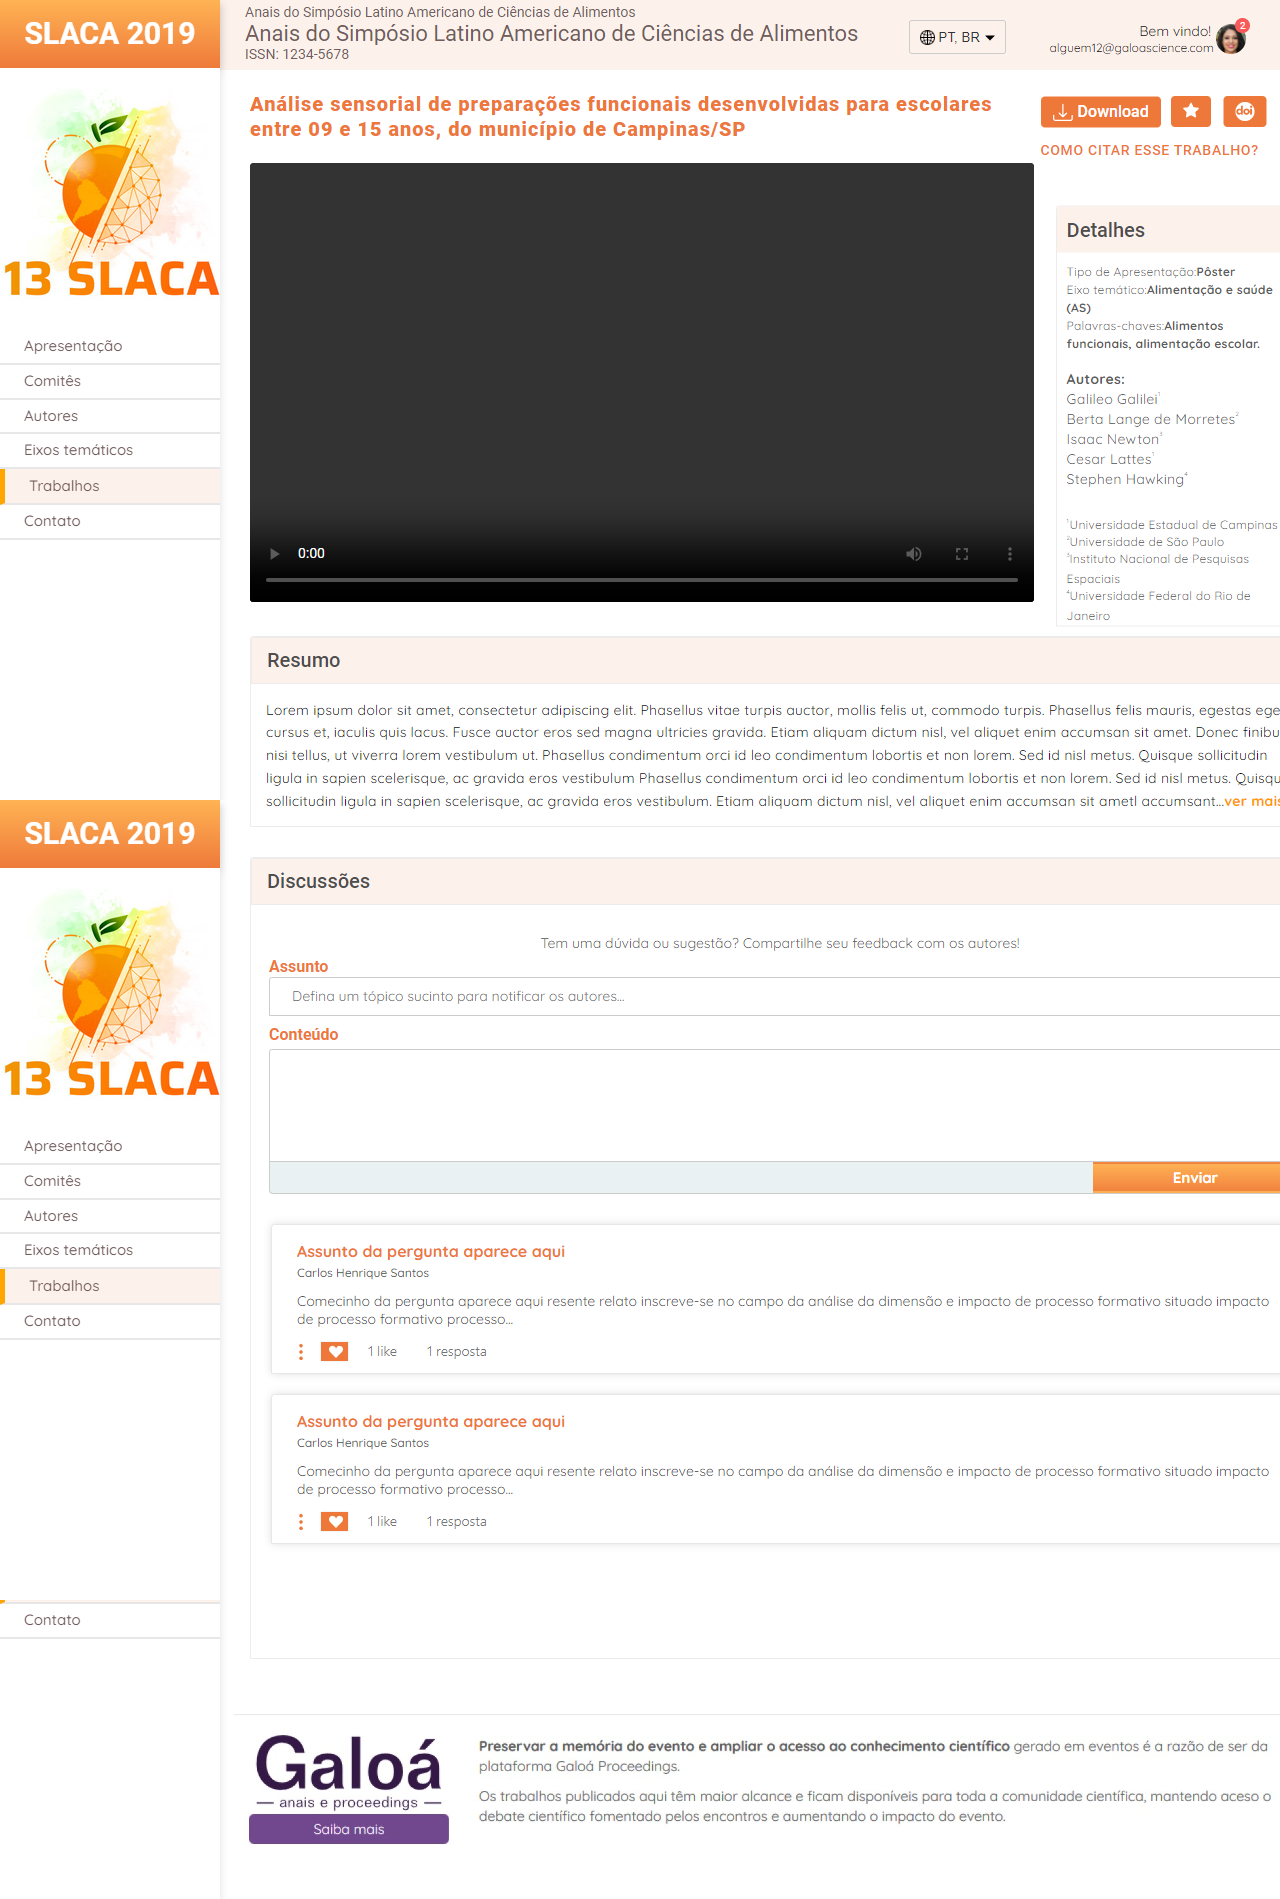 SLACA 2019
13 SLACA
Apresentação
Comitês
Autores
Eixos temáticos
Trabalhos
Contato
Anais do Simpósio Latino Americano de Ciências de Alimentos
Anais do Simpósio Latino Americano de Ciências de Alimentos
ISSN: 1234-5678
PT, BR
Bem vindo!
alguem12@galoascience.com
2
Análise sensorial de preparações funcionais desenvolvidas para escolares
entre 09 e 15 anos, do município de Campinas/SP
Download
doi
COMO CITAR ESSE TRABALHO?
0:00
Detalhes
Tipo de Apresentação:Pôster
Eixo temático:Alimentação e saúde
(AS)
Palavras-chaves:Alimentos
funcionais, alimentação escolar.
Autores:
Galileo Galilei¹
Berta Lange de Morretes²
Isaac Newton³
Cesar Lattes¹
Stephen Hawking⁴
¹Universidade Estadual de Campinas
²Universidade de São Paulo
³Instituto Nacional de Pesquisas
Espaciais
⁴Universidade Federal do Rio de
Janeiro
Resumo
Lorem ipsum dolor sit amet, consectetur adipiscing elit. Phasellus vitae turpis auctor, mollis felis ut, commodo turpis. Phasellus felis mauris, egestas ege
cursus et, iaculis quis lacus. Fusce auctor eros sed magna ultricies gravida. Etiam aliquam dictum nisl, vel aliquet enim accumsan sit amet. Donec finibu
nisi tellus, ut viverra lorem vestibulum ut. Phasellus condimentum orci id leo condimentum lobortis et non lorem. Sed id nisl metus. Quisque sollicitudin
ligula in sapien scelerisque, ac gravida eros vestibulum Phasellus condimentum orci id leo condimentum lobortis et non lorem. Sed id nisl metus. Quisqu
sollicitudin ligula in sapien scelerisque, ac gravida eros vestibulum. Etiam aliquam dictum nisl, vel aliquet enim accumsan sit ametl accumsant...ver mais
SLACA 2019
13 SLACA
Apresentação
Comitês
Autores
Eixos temáticos
Trabalhos
Contato
Discussões
Tem uma dúvida ou sugestão? Compartilhe seu feedback com os autores!
Assunto
Defina um tópico sucinto para notificar os autores...
Conteúdo
Enviar
Assunto da pergunta aparece aqui
Carlos Henrique Santos
Comecinho da pergunta aparece aqui resente relato inscreve-se no campo da análise da dimensão e impacto de processo formativo situado impacto
de processo formativo processo...
1 like 1 resposta
Assunto da pergunta aparece aqui
Carlos Henrique Santos
Comecinho da pergunta aparece aqui resente relato inscreve-se no campo da análise da dimensão e impacto de processo formativo situado impacto
de processo formativo processo...
1 like 1 resposta
Contato
Galoá
anais e proceedings
Saiba mais
Preservar a memória do evento e ampliar o acesso ao conhecimento científico gerado em eventos é a razão de ser da
plataforma Galoá Proceedings.
Os trabalhos publicados aqui têm maior alcance e ficam disponíveis para toda a comunidade científica, mantendo aceso o
debate científico fomentado pelos encontros e aumentando o impacto do evento.